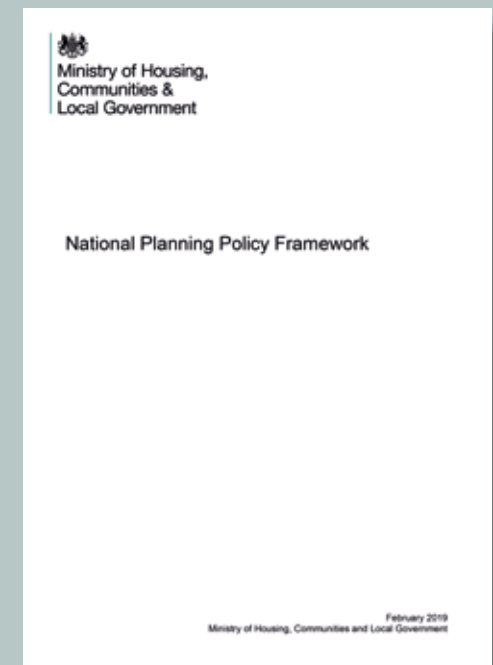 Ministry of Housing,
Communities &
Local Government
National Planning Policy Framework
February 2019
Ministry of Housing, Communities and Local Government